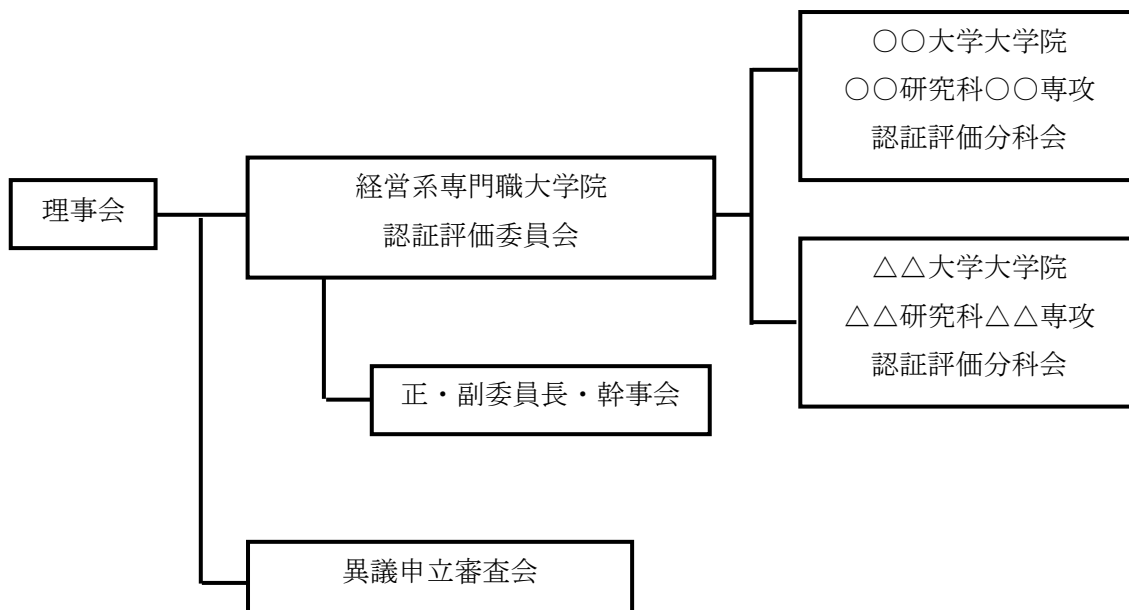 理事会
経営系専門職大学院
認証評価委員会
正・副委員長・幹事会
異議申立審査会
○○大学大学院
○○研究科○○専攻
認証評価分科会
△△大学大学院
△△研究科△△専攻
認証評価分科会